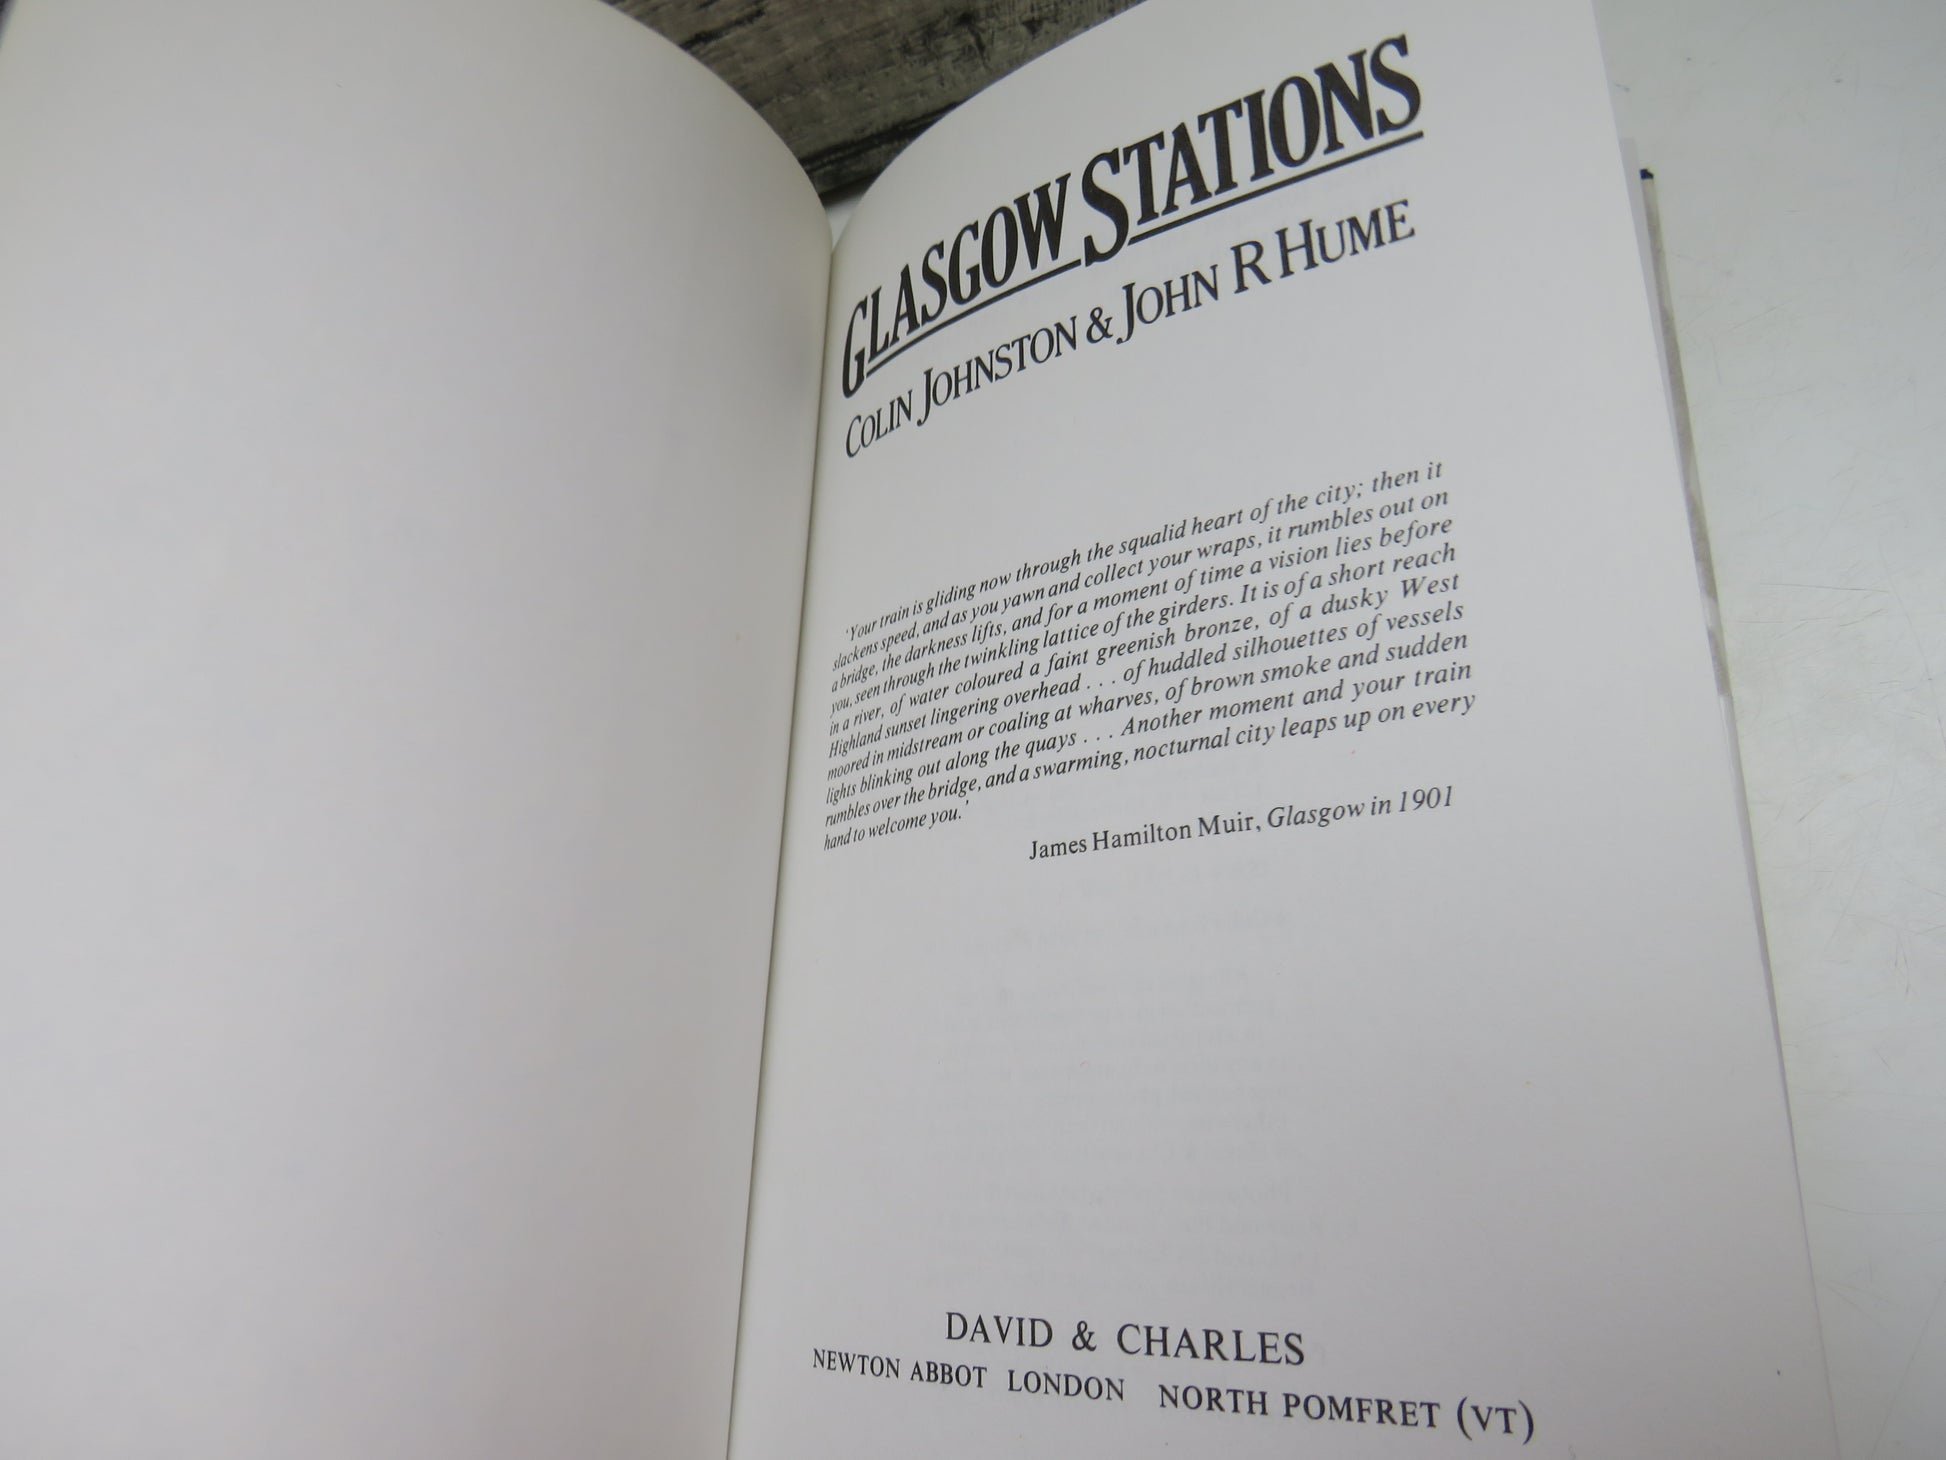 GLASGOW STATIONS
COLIN JOHNSTON & JOHN R HUME
'Your train is gliding now through the squalid heart of the city; then it
slackens speed, and as you yawn and collect your wraps, it rumbles out on
a bridge, the darkness lifts, and for a moment of time a vision lies before
you, seen through the twinkling lattice of the girders. It is of a short reach
in a river, of water coloured a faint greenish bronze, of a dusky West
Highland sunset lingering overhead . . . of huddled silhouettes of vessels
moored in midstream or coaling at wharves, of brown smoke and sudden
lights blinking out along the quays . . . Another moment and your train
rumbles over the bridge, and a swarming, nocturnal city leaps up on every
hand to welcome you.'
James Hamilton Muir, Glasgow in 1901
DAVID & CHARLES
NEWTON ABBOT LONDON NORTH POMFRET (VT)